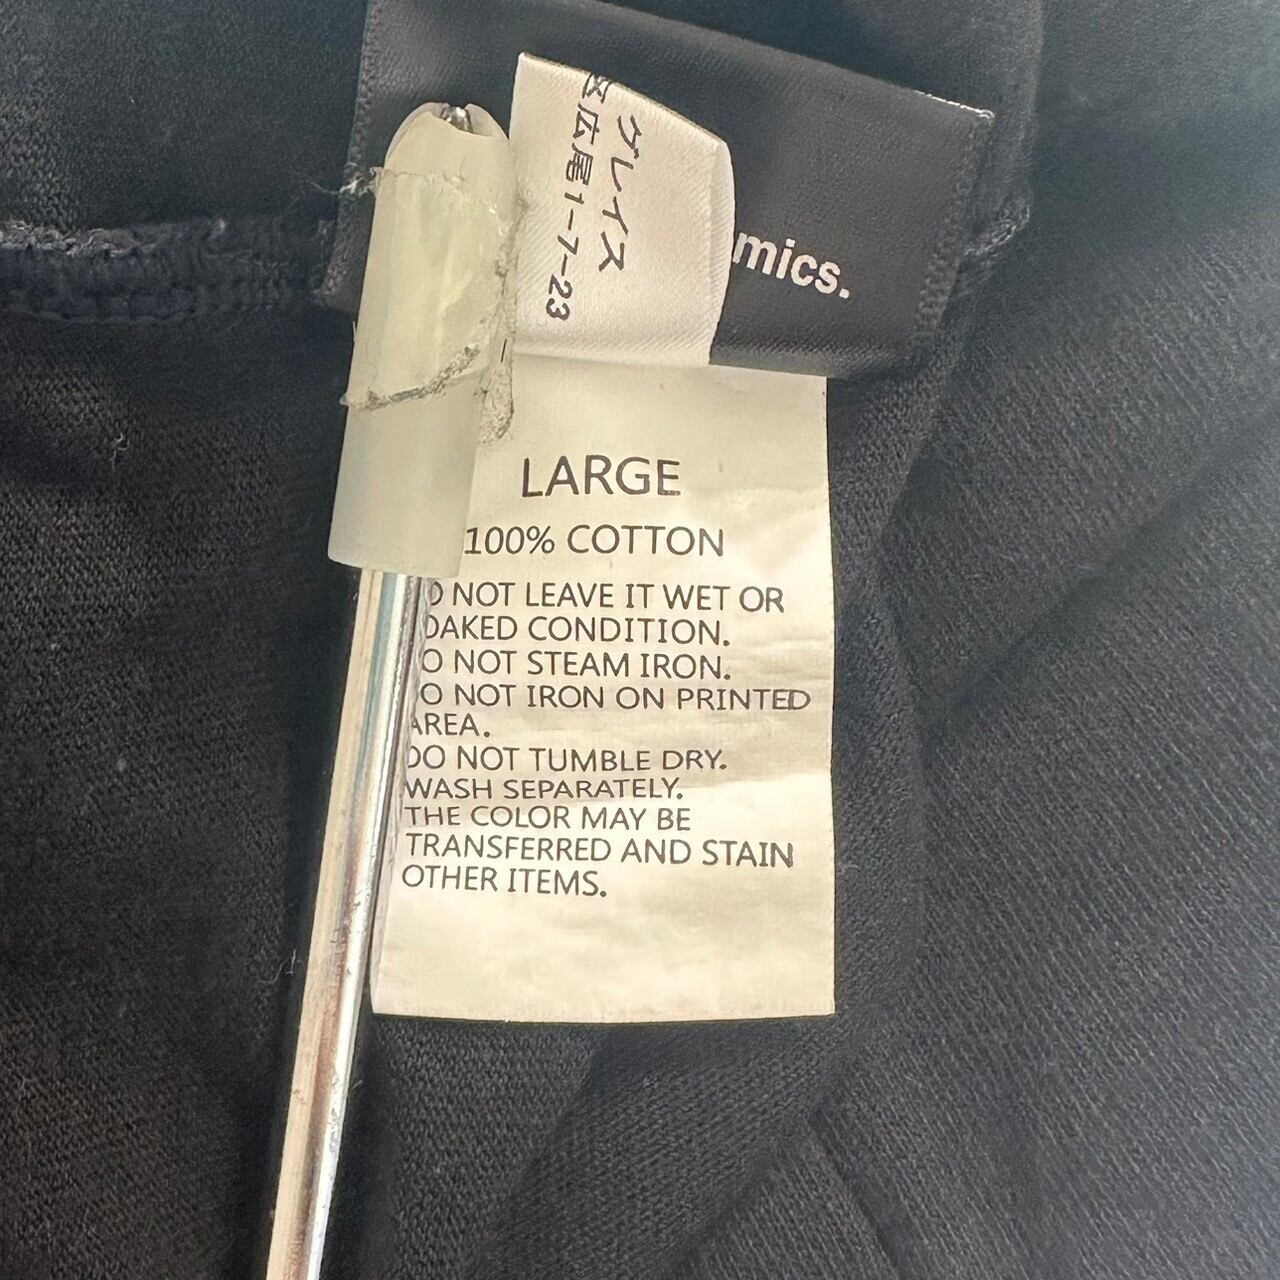 グレイス
区広尾1-7-23
mics.
LARGE
100% COTTON
O NOT LEAVE IT WET OR
OAKED CONDITION.
O NOT STEAM IRON.
DO NOT IRON ON PRINTED
AREA.
DO NOT TUMBLE DRY.
WASH SEPARATELY.
THE COLOR MAY BE
TRANSFERRED AND STAIN
OTHER ITEMS.